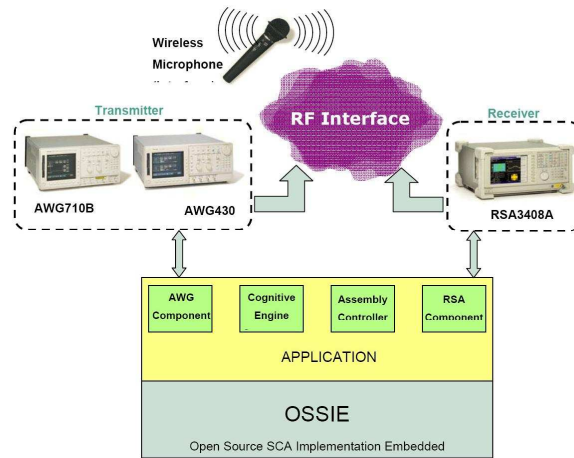 Wireless
Microphone
Transmitter
RF Interface
Receiver
AWG710B
AWG430
RSA3408A
AWG
Component
Cognitive
Engine
Assembly
Controller
RSA
Component
APPLICATION
OSSIE
Open Source SCA Implementation Embedded